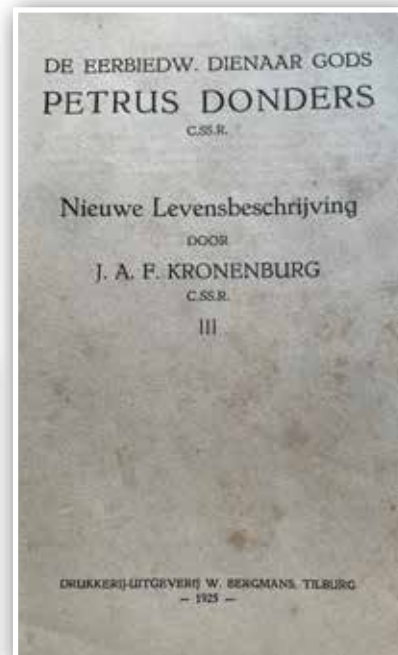 DE EERBIEDW. DIENAAR GODS
PETRUS DONDERS
C.SS.R.
Nieuwe Levensbeschrijving
DOOR
J. A. F. KRONENBURG
C.SS.R.
III
DRUKKERIJ-UITGEVERIJ W. BERGMANS, TILBURG
— 1925 —